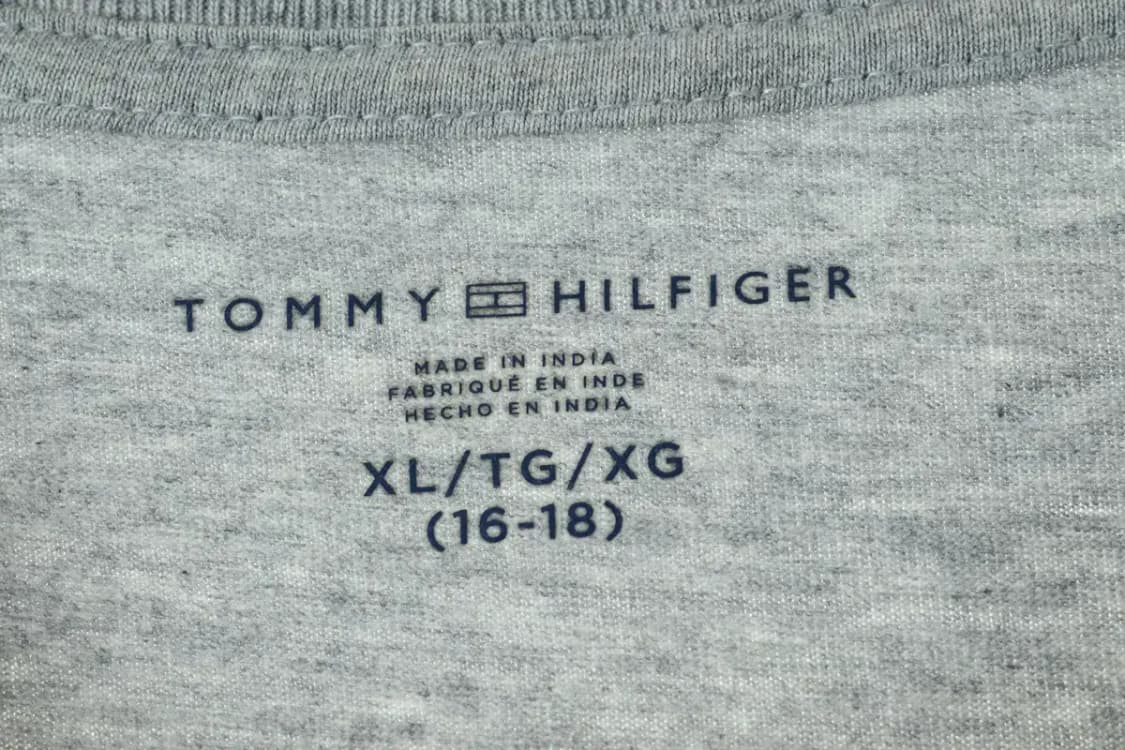 TOMMY HILFIGER
MADE IN INDIA
FABRIQUÉ EN INDE
HECHO EN INDIA
XL/TG/XG
(16-18)